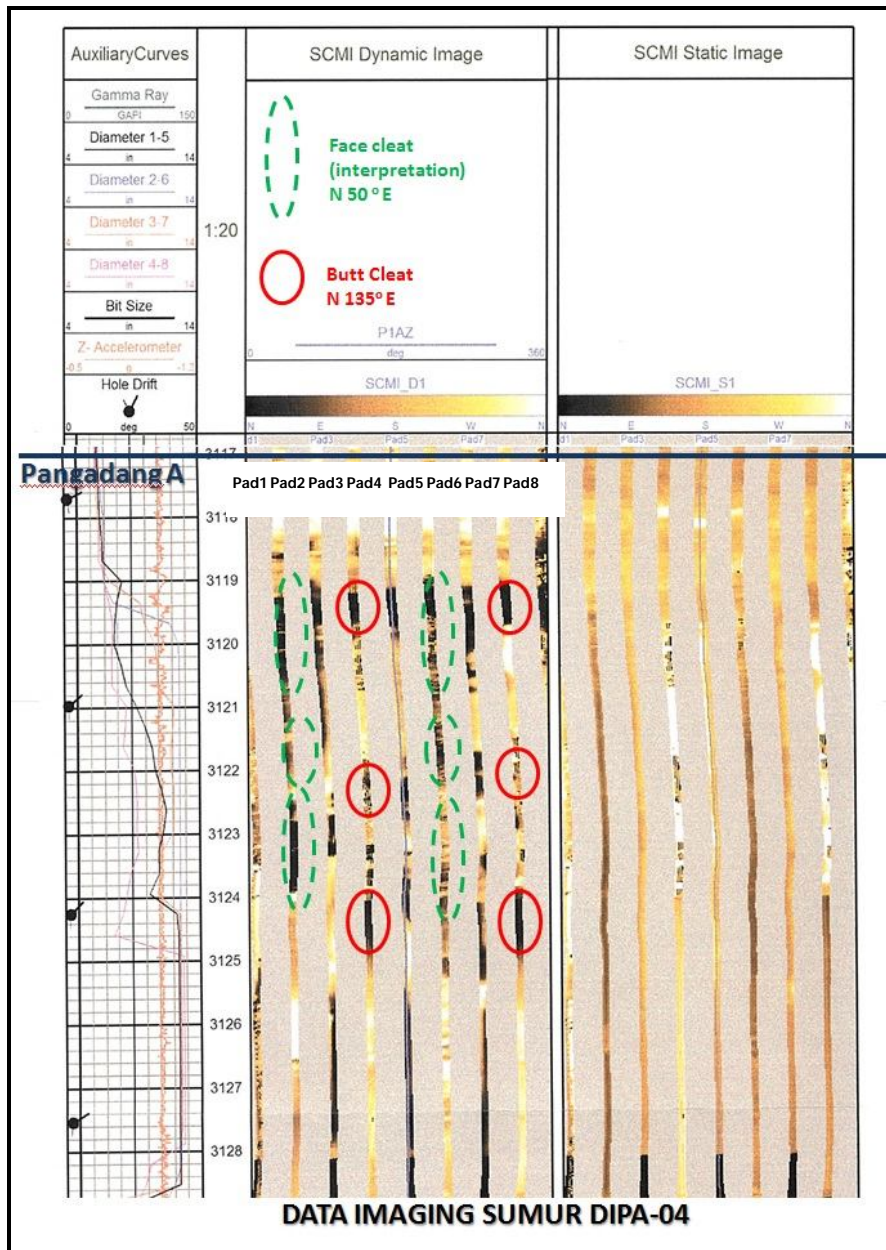 AuxiliaryCurves
Gamma Ray
0 GAPI 150
Diameter 1-5
4 in 14
Diameter 2-6
4 in 14
Diameter 3-7
4 in 14
Diameter 4-8
4 in 14
Bit Size
4 in 14
Z- Accelerometer
-0.5 g -1.2
Hole Drift
0 deg 50
1:20
SCMI Dynamic Image
Face cleat
(interpretation)
N 50 º E
Butt Cleat
N 135º E
P1AZ
0 deg 360
SCMI_D1
N E S W N
d1 Pad3 Pad5 Pad7
SCMI Static Image
SCMI_S1
N E S W N
d1 Pad3 Pad5 Pad7
Pangadang A
Pad1 Pad2 Pad3 Pad4 Pad5 Pad6 Pad7 Pad8
3117
3118
3119
3120
3121
3122
3123
3124
3125
3126
3127
3128
DATA IMAGING SUMUR DIPA-04